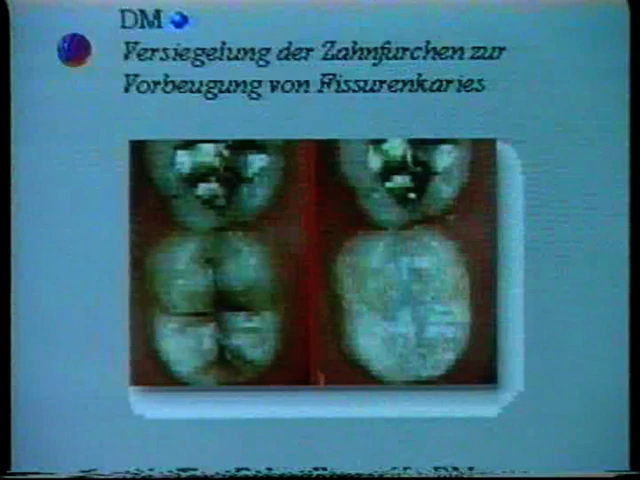 DM
Versiegelung der Zahnfurchen zur
Vorbeugung von Fissurenkaries